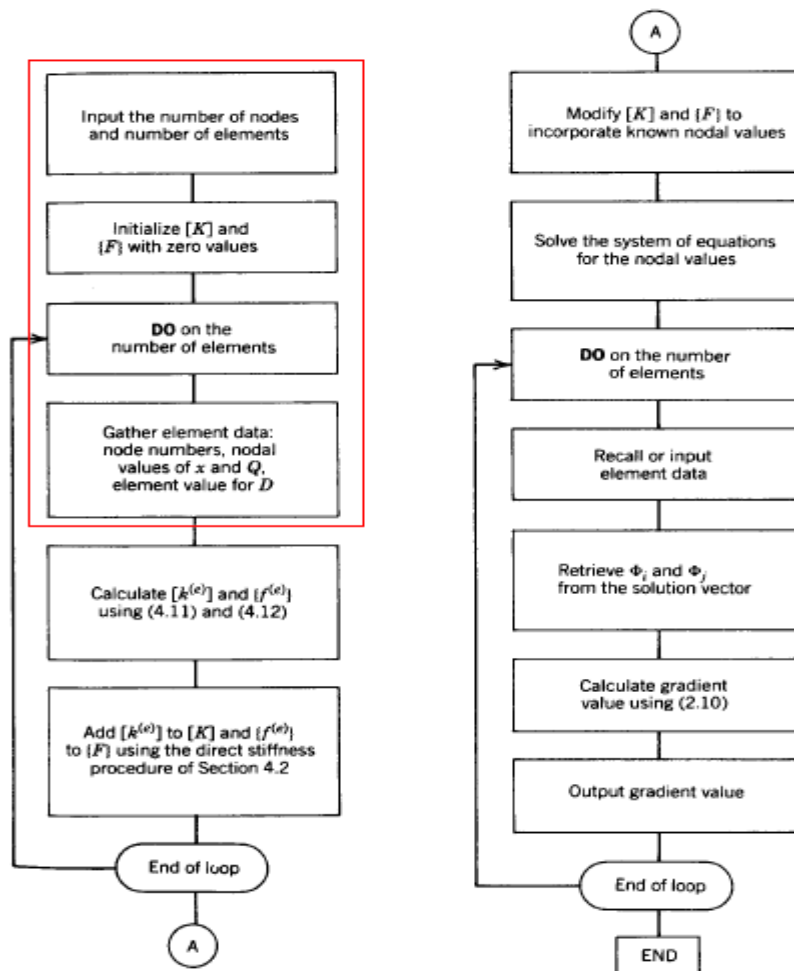 Input the number of nodes
and number of elements
Initialize [K] and
{F} with zero values
DO on the
number of elements
Gather element data:
node numbers, nodal
values of x and Q,
element value for D
Calculate [k^(e)] and {f^(e)}
using (4.11) and (4.12)
Add [k^(e)] to [K] and {f^(e)}
to {F} using the direct stiffness
procedure of Section 4.2
End of loop
A
A
Modify [K] and {F} to
incorporate known nodal values
Solve the system of equations
for the nodal values
DO on the number
of elements
Recall or input
element data
Retrieve Φᵢ and Φⱼ
from the solution vector
Calculate gradient
value using (2.10)
Output gradient value
End of loop
END